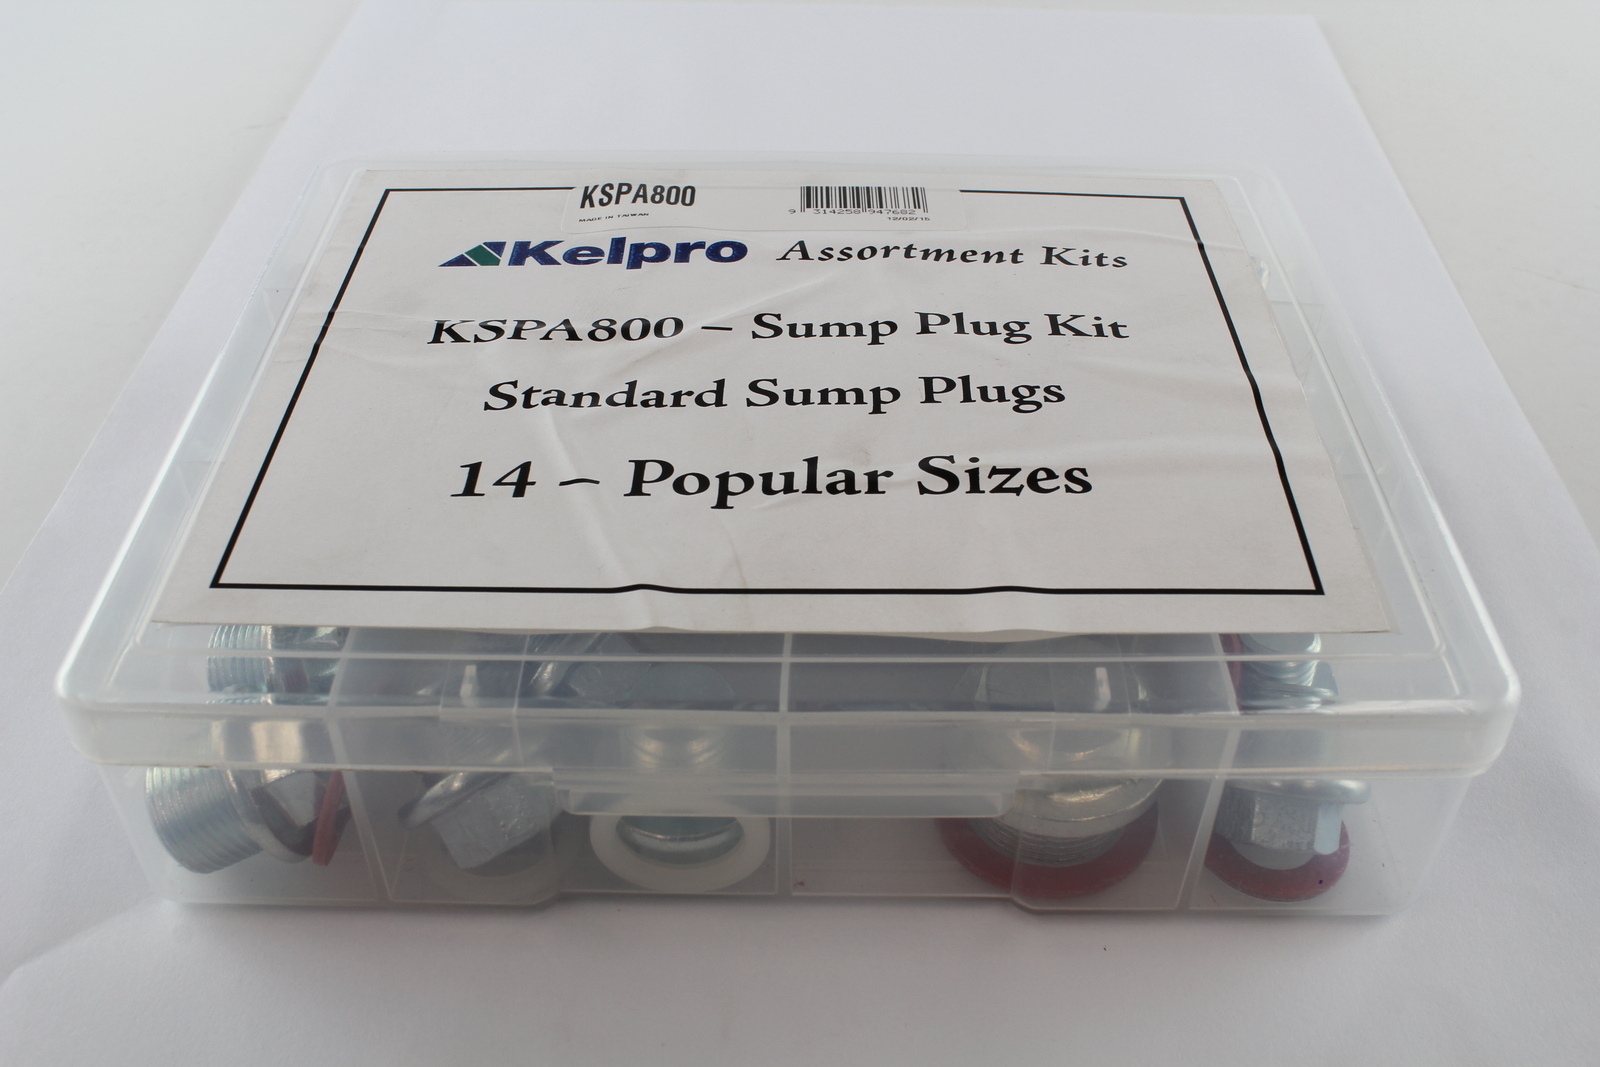 KSPA800
MADE IN TAIWAN
9 314258 947682
12/02/16
Kelpro Assortment Kits
KSPA800 – Sump Plug Kit
Standard Sump Plugs
14 – Popular Sizes